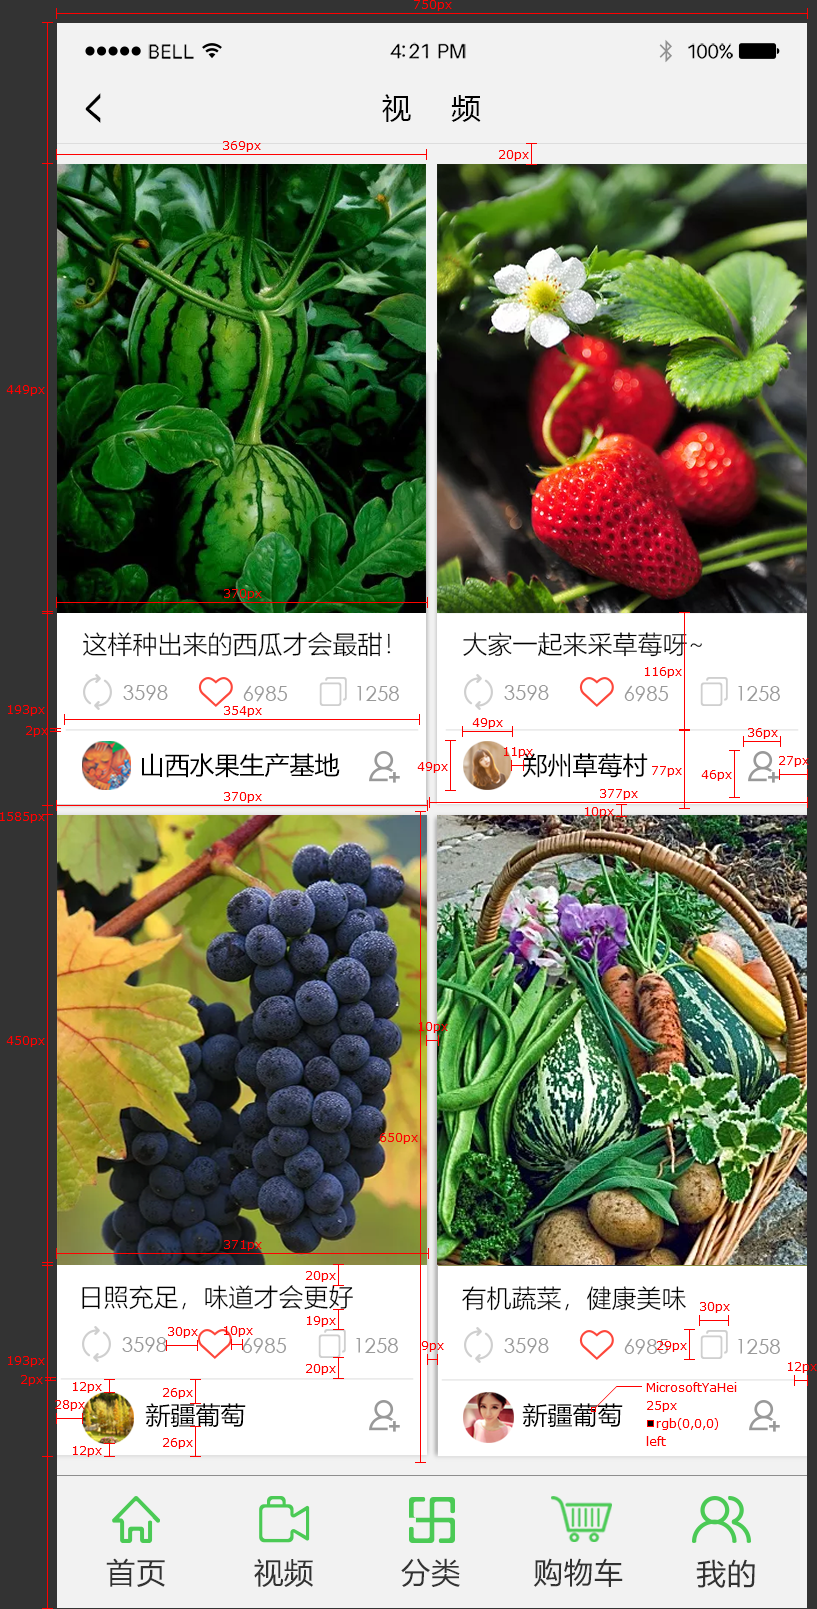 750px
BELL 4:21 PM 100%
视 频
369px
20px
449px
370px
这样种出来的西瓜才会最甜!
大家一起来采草莓呀~
116px
3598 6985 1258
3598 6985 1258
193px
354px
2px
49px
36px
山西水果生产基地
49px
11px
郑州草莓村
77px
46px
27px
370px
377px
10px
1585px
10px
450px
650px
371px
20px
日照充足，味道才会更好
有机蔬菜，健康美味
30px
19px
30px
10px
3598 6985 1258
9px
3598 6985 1258
29px
193px
20px
12px
2px
12px
26px
28px
新疆葡萄
新疆葡萄
MicrosoftYaHei
25px
rgb(0,0,0)
left
26px
12px
首页 视频 分类 购物车 我的